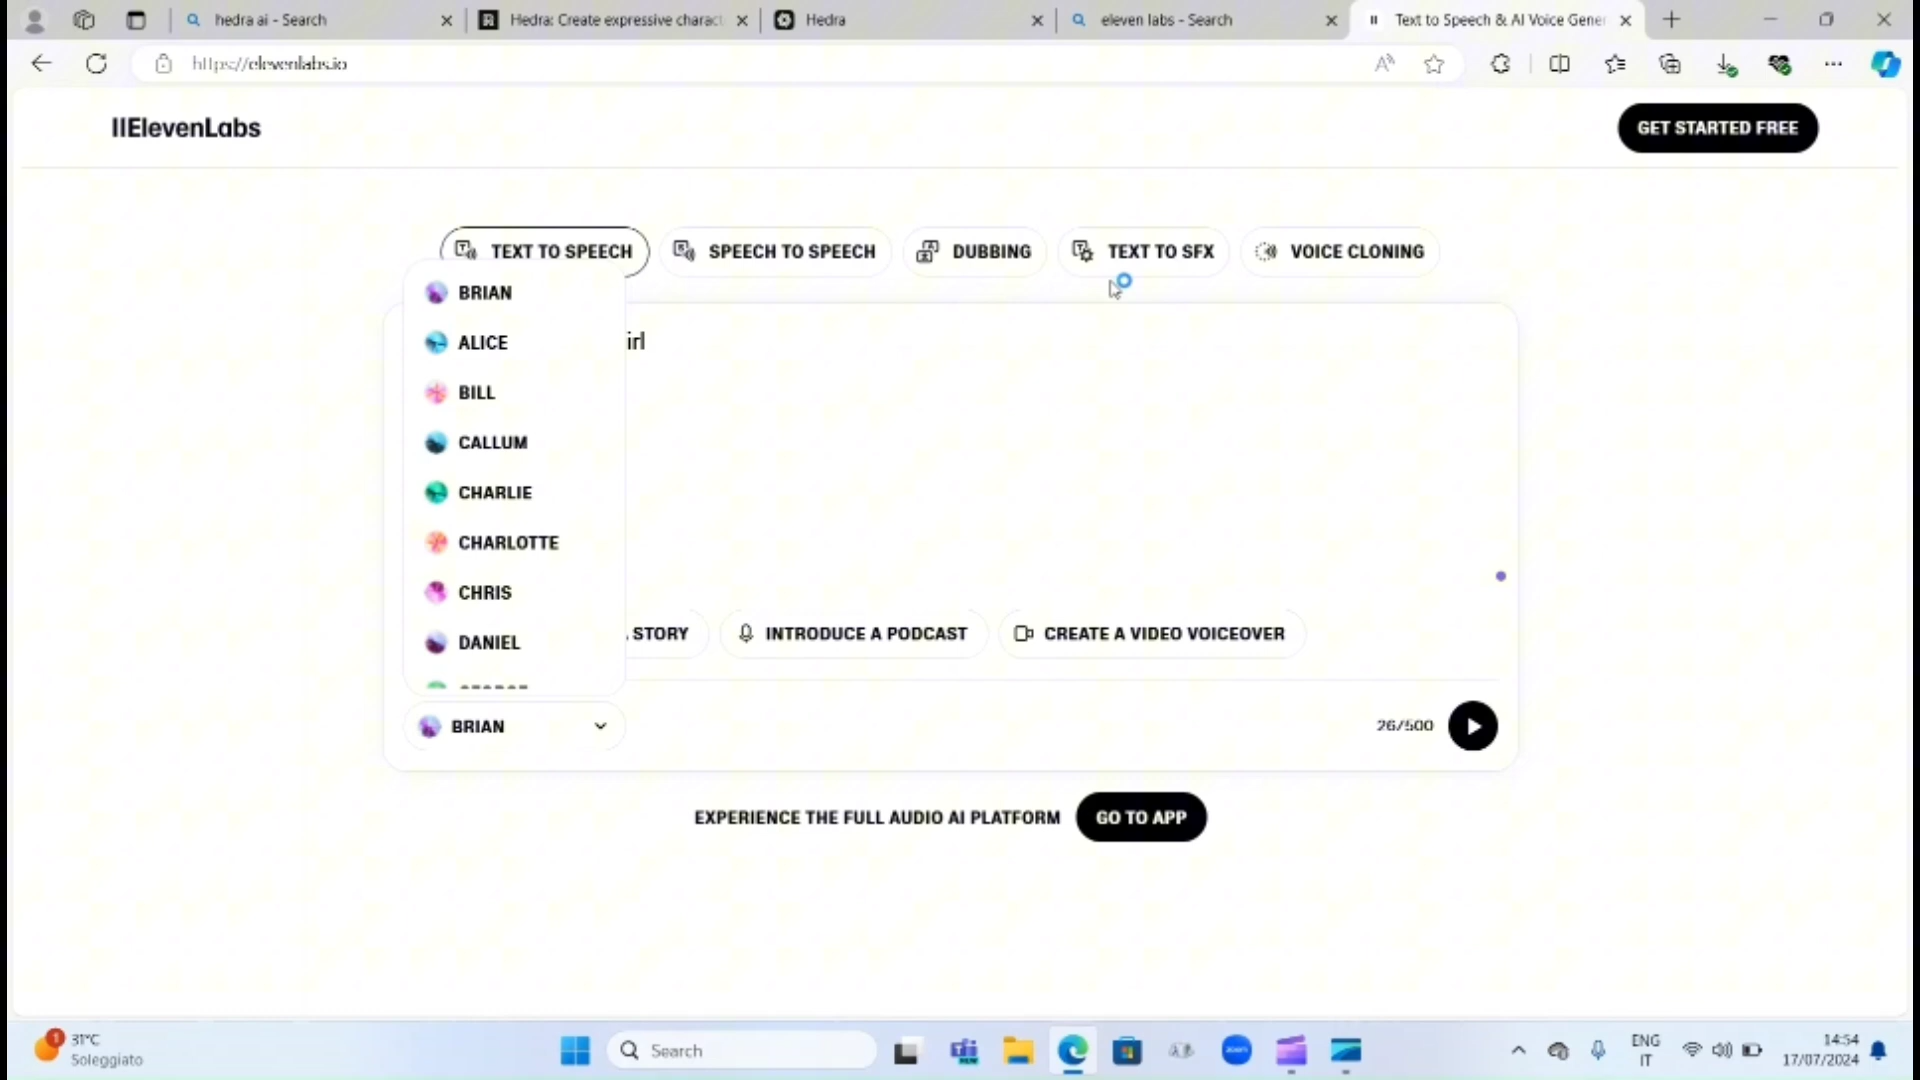 hedra ai - Search
Hedra: Create expressive charact
Hedra
eleven labs - Search
Text to Speech & AI Voice Gener
https://elevenlabs.io
IIElevenLabs
GET STARTED FREE
TEXT TO SPEECH
SPEECH TO SPEECH
DUBBING
TEXT TO SFX
VOICE CLONING
BRIAN
irl
ALICE
BILL
CALLUM
CHARLIE
CHARLOTTE
CHRIS
DANIEL
STORY
INTRODUCE A PODCAST
CREATE A VIDEO VOICEOVER
BRIAN
26/500
EXPERIENCE THE FULL AUDIO AI PLATFORM
GO TO APP
1
31°C
Soleggiato
Search
zoom
ENG
IT
14:54
17/07/2024